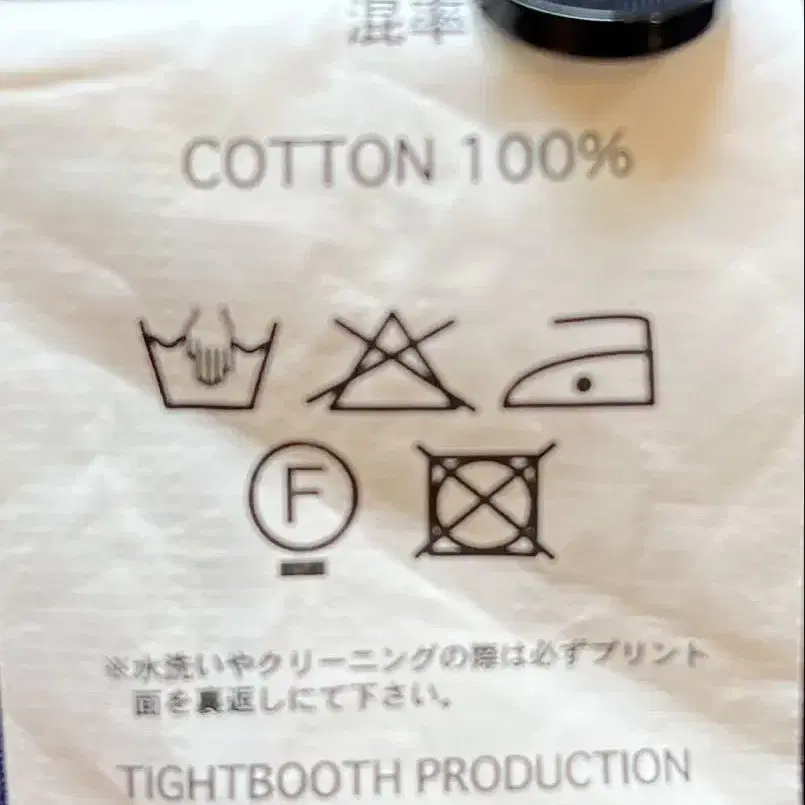 混率
COTTON 100%
F
※水洗いやクリーニングの際は必ずプリント
面を裏返しにて下さい。
TIGHTBOOTH PRODUCTION